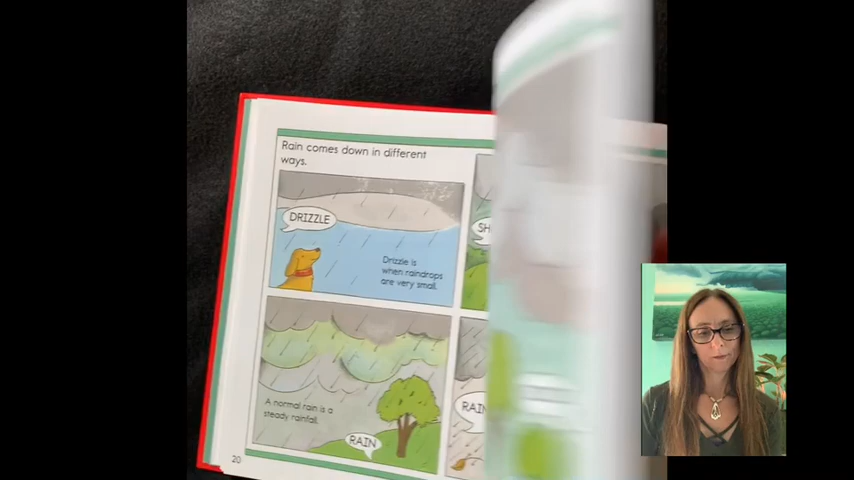 Rain comes down in different
ways.
DRIZZLE
Drizzle is
when raindrops
are very small.
A normal rain is a
steady rainfall.
RAIN
20